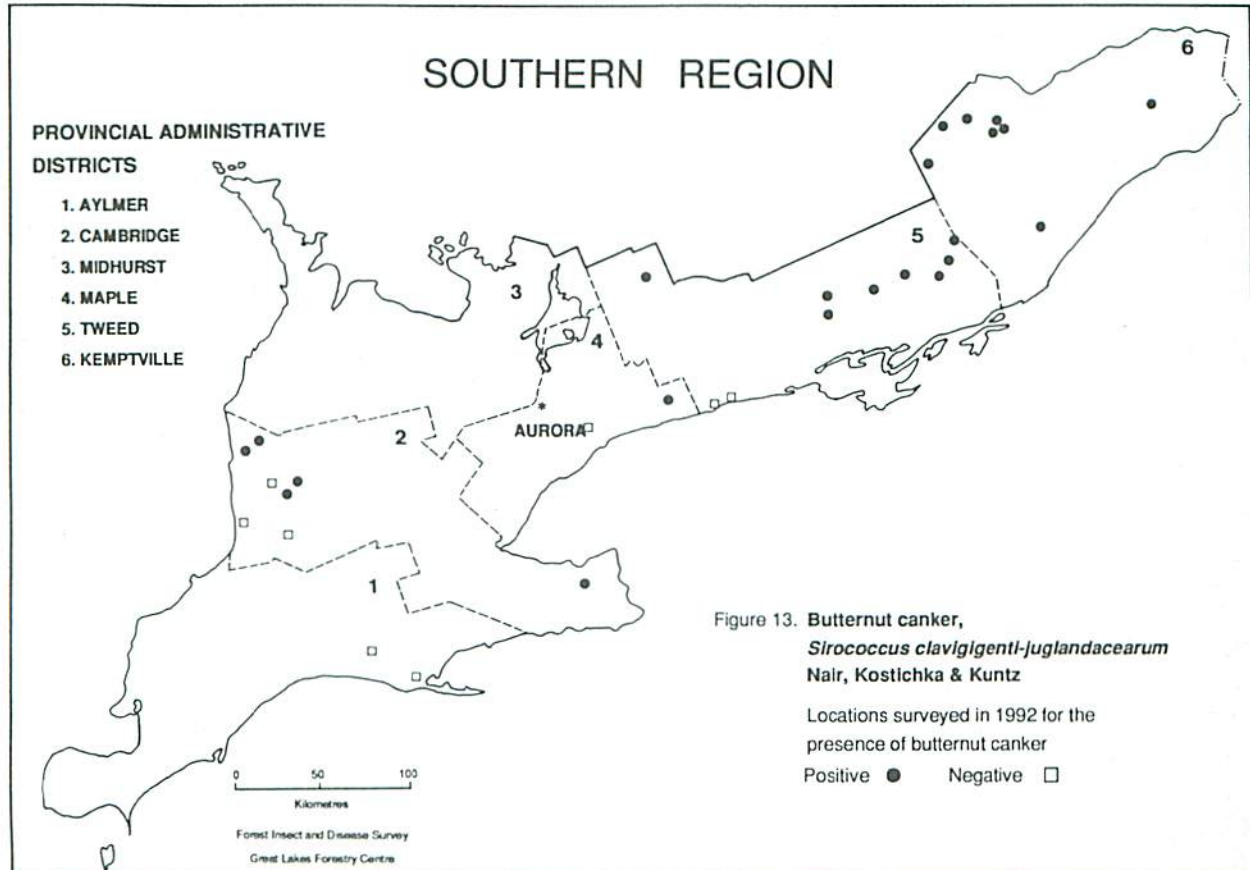 SOUTHERN REGION
PROVINCIAL ADMINISTRATIVE
DISTRICTS
1. AYLMER
2. CAMBRIDGE
3. MIDHURST
4. MAPLE
5. TWEED
6. KEMPTVILLE
6
5
3
4
AURORA
2
1
Figure 13. Butternut canker,
Sirococcus clavigigenti-juglandacearum
Nair, Kostichka & Kuntz
Locations surveyed in 1992 for the
presence of butternut canker
Positive Negative
0 50 100
Kilometres
Forest Insect and Disease Survey
Great Lakes Forestry Centre